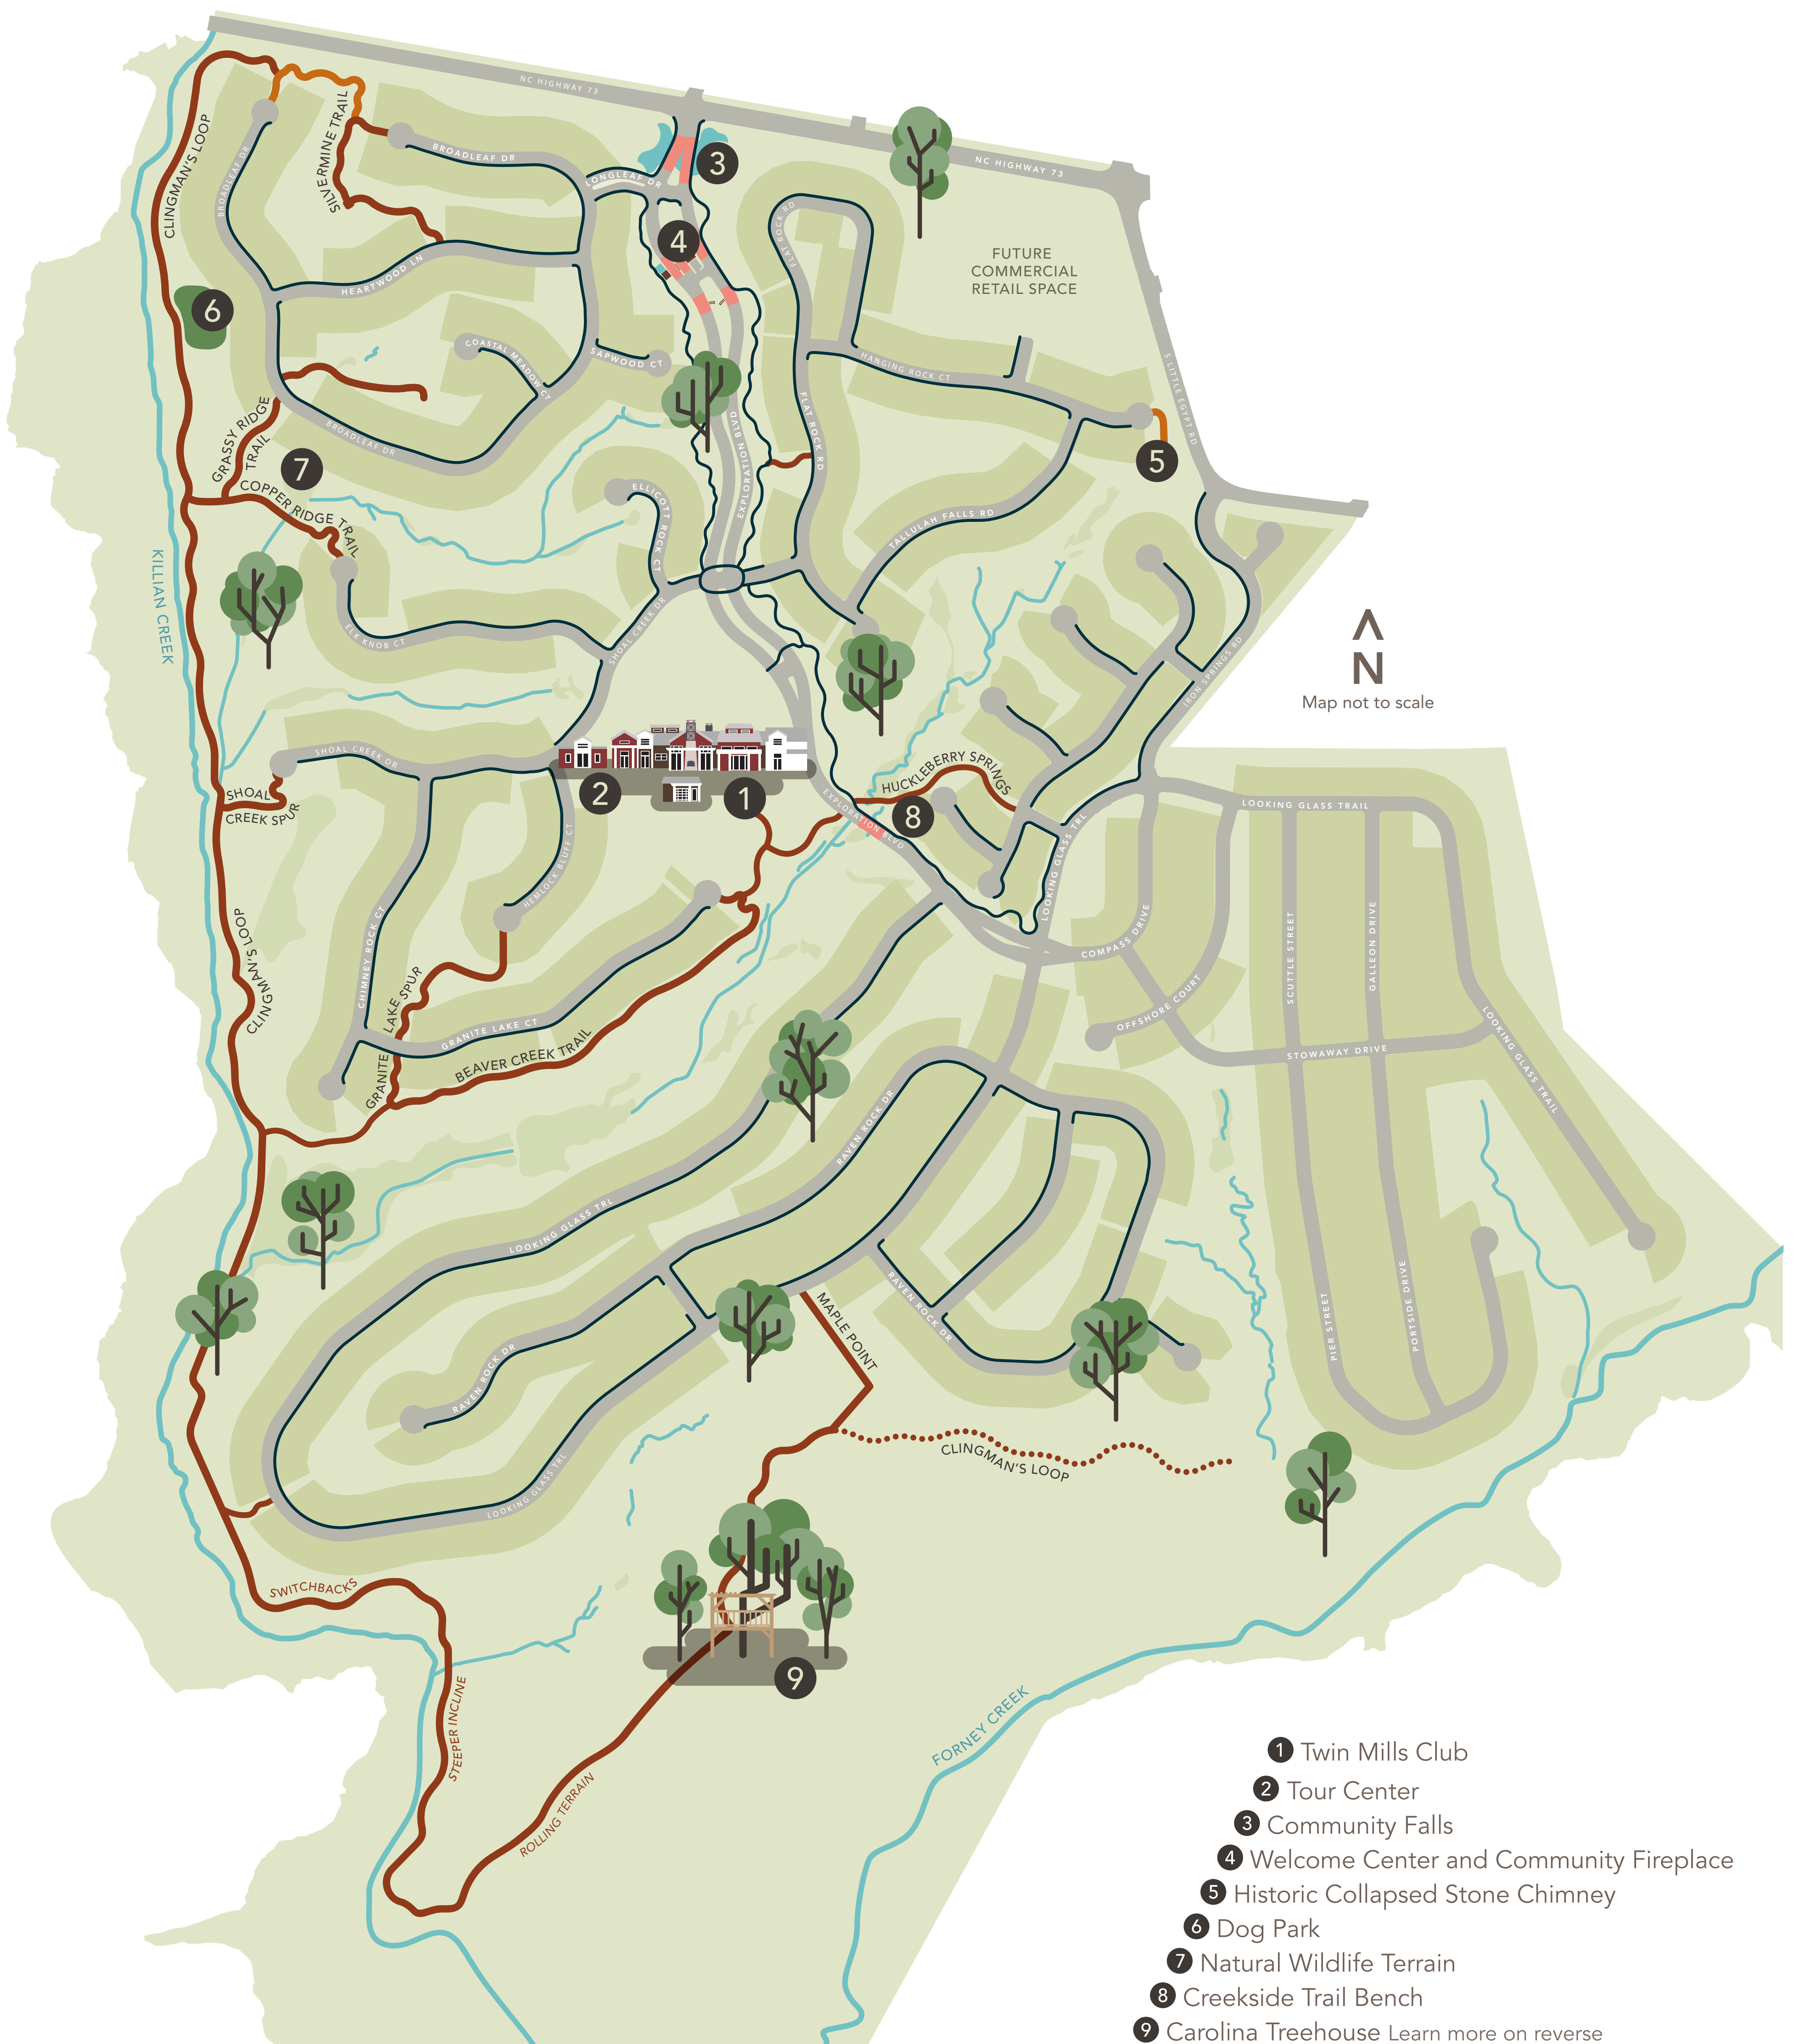 NC HIGHWAY 73
CLINGMAN'S LOOP
SILVERMINE TRAIL
BROADLEAF DR
BROADLEAF DR
LONGLEAF DR
3
NC HIGHWAY 73
4
FLAT ROCK RD
FUTURE
COMMERCIAL
RETAIL SPACE
HEARTWOOD LN
6
COASTAL MEADOW CT
SAPWOOD CT
HANGING ROCK CT
S LITTLE EGYPT RD
GRASSY RIDGE
TRAIL
BROADLEAF DR
7
EXPLORATION BLVD
FLAT ROCK RD
5
COPPER RIDGE TRAIL
ELLICOTT ROCK CT
TALLULAH FALLS RD
KILLIAN CREEK
ELK KNOB CT
SHOAL CREEK DR
IRON SPRINGS RD
N
Map not to scale
SHOAL CREEK DR
2
1
HUCKLEBERRY SPRINGS
8
EXPLORATION BLVD
SHOAL
CREEK SPUR
LOOKING GLASS TRAIL
HEMLOCK BLUFF CT
LOOKING GLASS TRL
CLINGMAN'S LOOP
CHIMNEY ROCK CT
COMPASS DRIVE
SCUTTLE STREET
GALLEON DRIVE
GRANITE LAKE SPUR
GRANITE LAKE CT
BEAVER CREEK TRAIL
OFFSHORE COURT
STOWAWAY DRIVE
LOOKING GLASS TRAIL
RAVEN ROCK DR
LOOKING GLASS TRL
RAVEN ROCK DR
MAPLE POINT
PIER STREET
PORTSIDE DRIVE
RAVEN ROCK DR
CLINGMAN'S LOOP
LOOKING GLASS TRL
SWITCHBACKS
9
STEEPER INCLINE
ROLLING TERRAIN
FORNEY CREEK
1 Twin Mills Club
2 Tour Center
3 Community Falls
4 Welcome Center and Community Fireplace
5 Historic Collapsed Stone Chimney
6 Dog Park
7 Natural Wildlife Terrain
8 Creekside Trail Bench
9 Carolina Treehouse Learn more on reverse